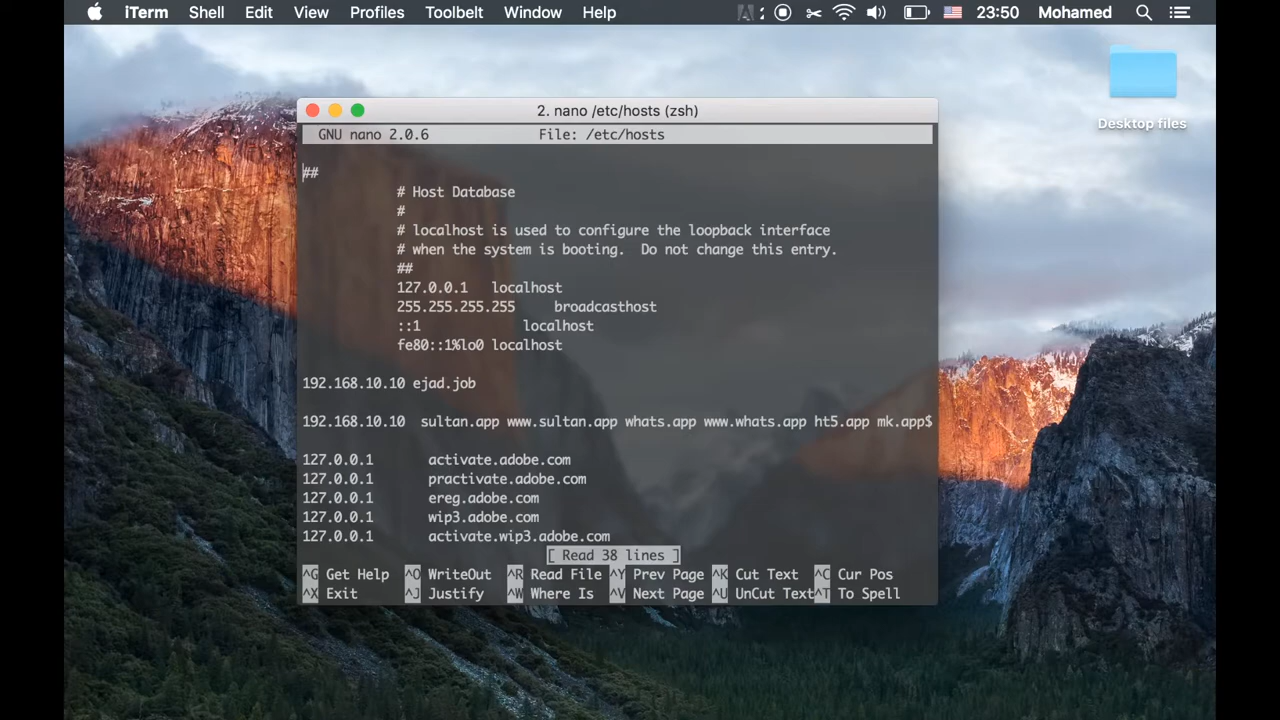 iTerm Shell Edit View Profiles Toolbelt Window Help 23:50 Mohamed
Desktop files
2. nano /etc/hosts (zsh)
GNU nano 2.0.6 File: /etc/hosts
##
# Host Database
#
# localhost is used to configure the loopback interface
# when the system is booting.  Do not change this entry.
##
127.0.0.1 localhost
255.255.255.255 broadcasthost
::1 localhost
fe80::1%lo0 localhost
192.168.10.10 ejad.job
192.168.10.10  sultan.app www.sultan.app whats.app www.whats.app ht5.app mk.app$
127.0.0.1 activate.adobe.com
127.0.0.1 practivate.adobe.com
127.0.0.1 ereg.adobe.com
127.0.0.1 wip3.adobe.com
127.0.0.1 activate.wip3.adobe.com
[ Read 38 lines ]
^G Get Help ^O WriteOut ^R Read File ^Y Prev Page ^K Cut Text ^C Cur Pos
^X Exit ^J Justify ^W Where Is ^V Next Page ^U UnCut Text ^T To Spell